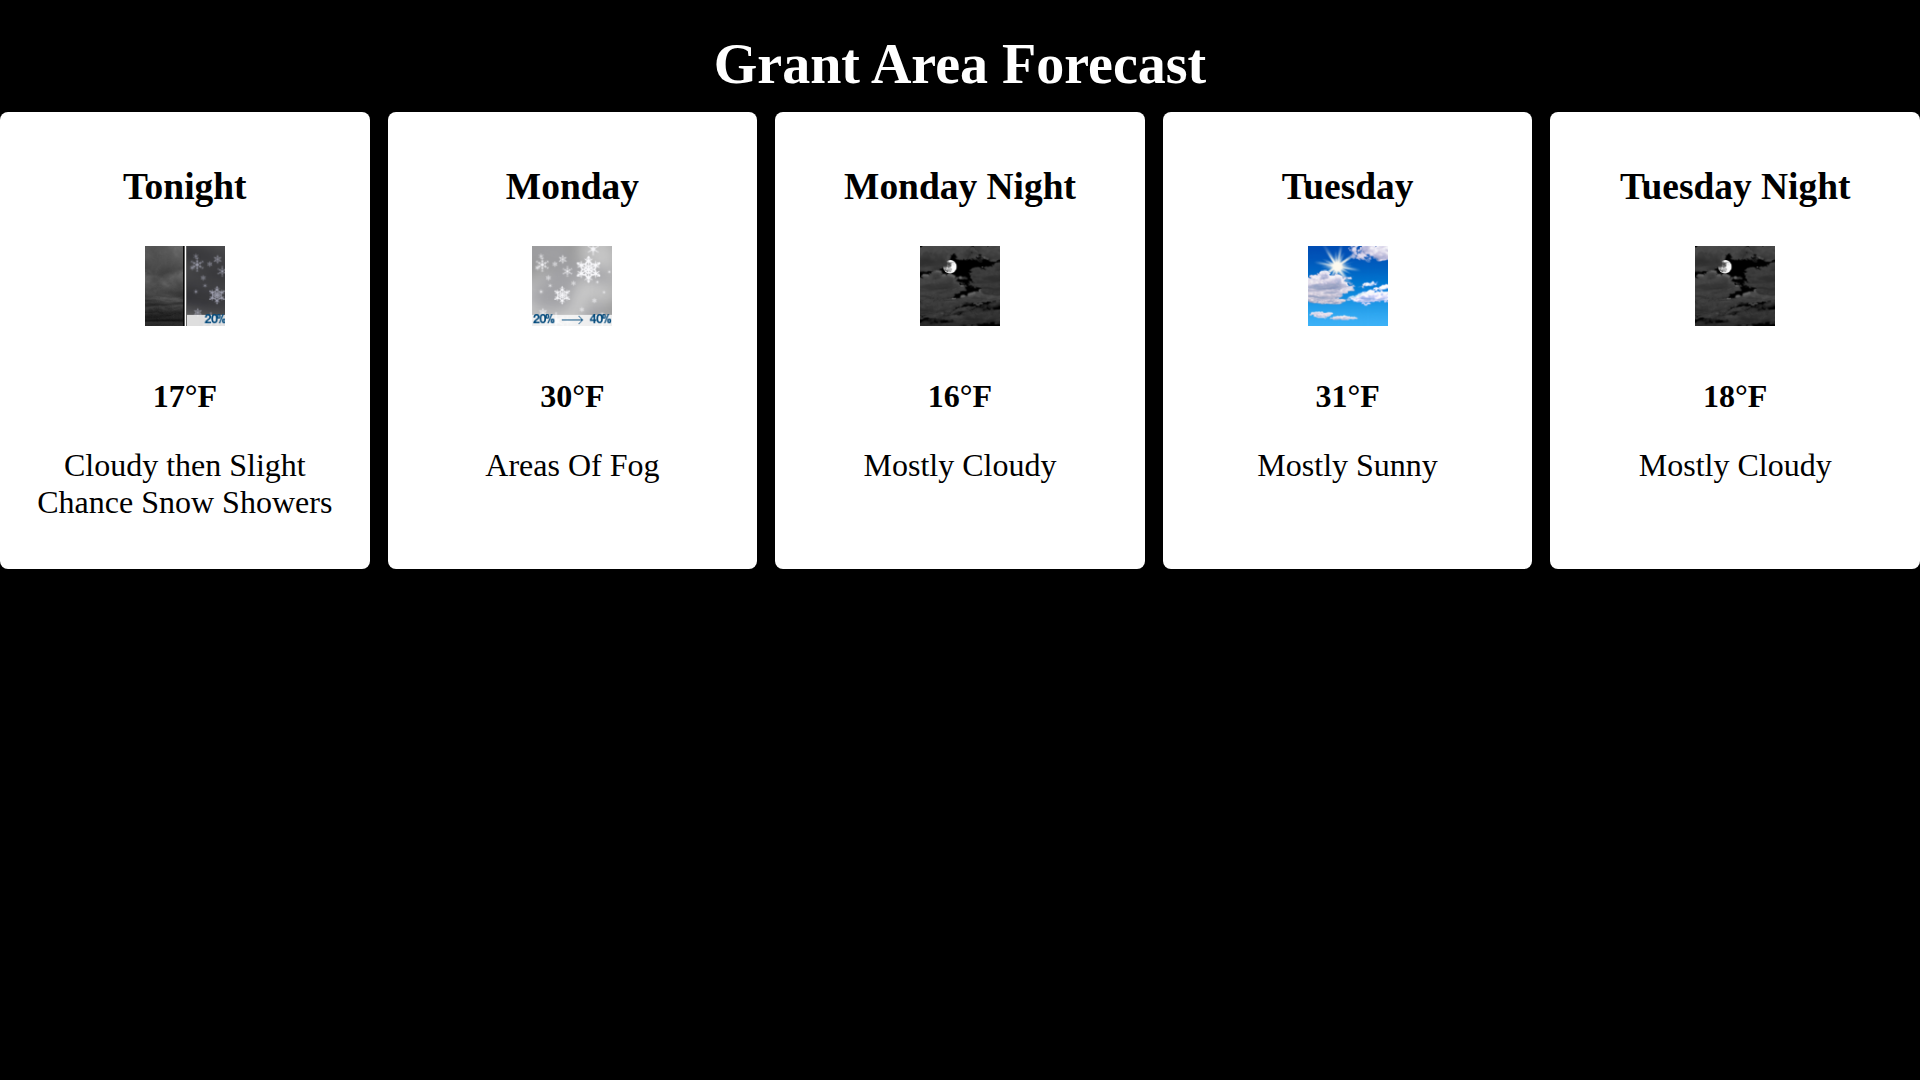 Grant Area Forecast
Tonight
20%
17°F
Cloudy then Slight
Chance Snow Showers
Monday
20% → 40%
30°F
Areas Of Fog
Monday Night
16°F
Mostly Cloudy
Tuesday
31°F
Mostly Sunny
Tuesday Night
18°F
Mostly Cloudy